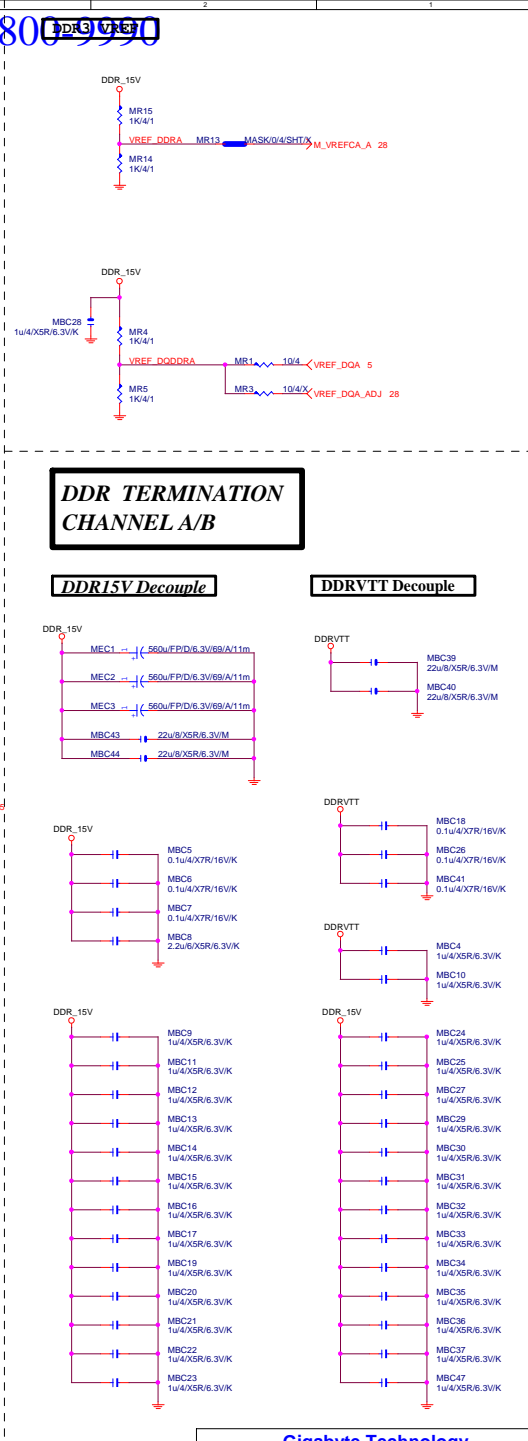 2
1
800-9990
DDR3 VREF
DDR_15V
MR15
1K/4/1
VREF_DDRA
MR13
MASK/0/4/SHT/X
M_VREFCA_A 28
MR14
1K/4/1
DDR_15V
MBC28
1u/4/X5R/6.3V/K
MR4
1K/4/1
VREF_DQDDRA
MR1
10/4
VREF_DQA 5
MR5
1K/4/1
MR3
10/4/X
VREF_DQA_ADJ 28
DDR TERMINATION
CHANNEL A/B
DDR15V Decouple
DDR_15V
MEC1 1 + 560u/FP/D/6.3V/69/A/11m
MEC2 1 + 560u/FP/D/6.3V/69/A/11m
MEC3 1 + 560u/FP/D/6.3V/69/A/11m
MBC43 22u/8/X5R/6.3V/M
MBC44 22u/8/X5R/6.3V/M
DDRVTT Decouple
DDRVTT
MBC39
22u/8/X5R/6.3V/M
MBC40
22u/8/X5R/6.3V/M
DDR_15V
MBC5
0.1u/4/X7R/16V/K
MBC6
0.1u/4/X7R/16V/K
MBC7
0.1u/4/X7R/16V/K
MBC8
2.2u/6/X5R/6.3V/K
DDRVTT
MBC18
0.1u/4/X7R/16V/K
MBC26
0.1u/4/X7R/16V/K
MBC41
0.1u/4/X7R/16V/K
DDRVTT
MBC4
1u/4/X5R/6.3V/K
MBC10
1u/4/X5R/6.3V/K
DDR_15V
MBC9
1u/4/X5R/6.3V/K
MBC11
1u/4/X5R/6.3V/K
MBC12
1u/4/X5R/6.3V/K
MBC13
1u/4/X5R/6.3V/K
MBC14
1u/4/X5R/6.3V/K
MBC15
1u/4/X5R/6.3V/K
MBC16
1u/4/X5R/6.3V/K
MBC17
1u/4/X5R/6.3V/K
MBC19
1u/4/X5R/6.3V/K
MBC20
1u/4/X5R/6.3V/K
MBC21
1u/4/X5R/6.3V/K
MBC22
1u/4/X5R/6.3V/K
MBC23
1u/4/X5R/6.3V/K
DDR_15V
MBC24
1u/4/X5R/6.3V/K
MBC25
1u/4/X5R/6.3V/K
MBC27
1u/4/X5R/6.3V/K
MBC29
1u/4/X5R/6.3V/K
MBC30
1u/4/X5R/6.3V/K
MBC31
1u/4/X5R/6.3V/K
MBC32
1u/4/X5R/6.3V/K
MBC33
1u/4/X5R/6.3V/K
MBC34
1u/4/X5R/6.3V/K
MBC35
1u/4/X5R/6.3V/K
MBC36
1u/4/X5R/6.3V/K
MBC37
1u/4/X5R/6.3V/K
MBC47
1u/4/X5R/6.3V/K
Gigabyte Technology